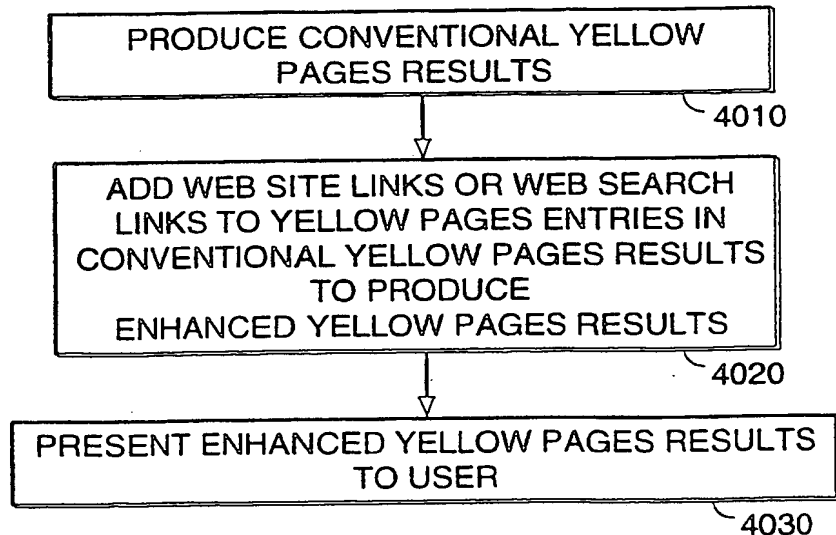 PRODUCE CONVENTIONAL YELLOW
PAGES RESULTS
4010
ADD WEB SITE LINKS OR WEB SEARCH
LINKS TO YELLOW PAGES ENTRIES IN
CONVENTIONAL YELLOW PAGES RESULTS
TO PRODUCE
ENHANCED YELLOW PAGES RESULTS
4020
PRESENT ENHANCED YELLOW PAGES RESULTS
TO USER
4030